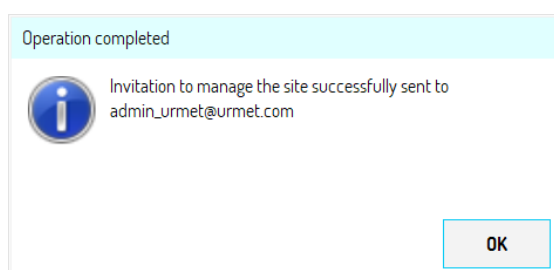 Operation completed
Invitation to manage the site successfully sent to
admin_urmet@urmet.com
OK